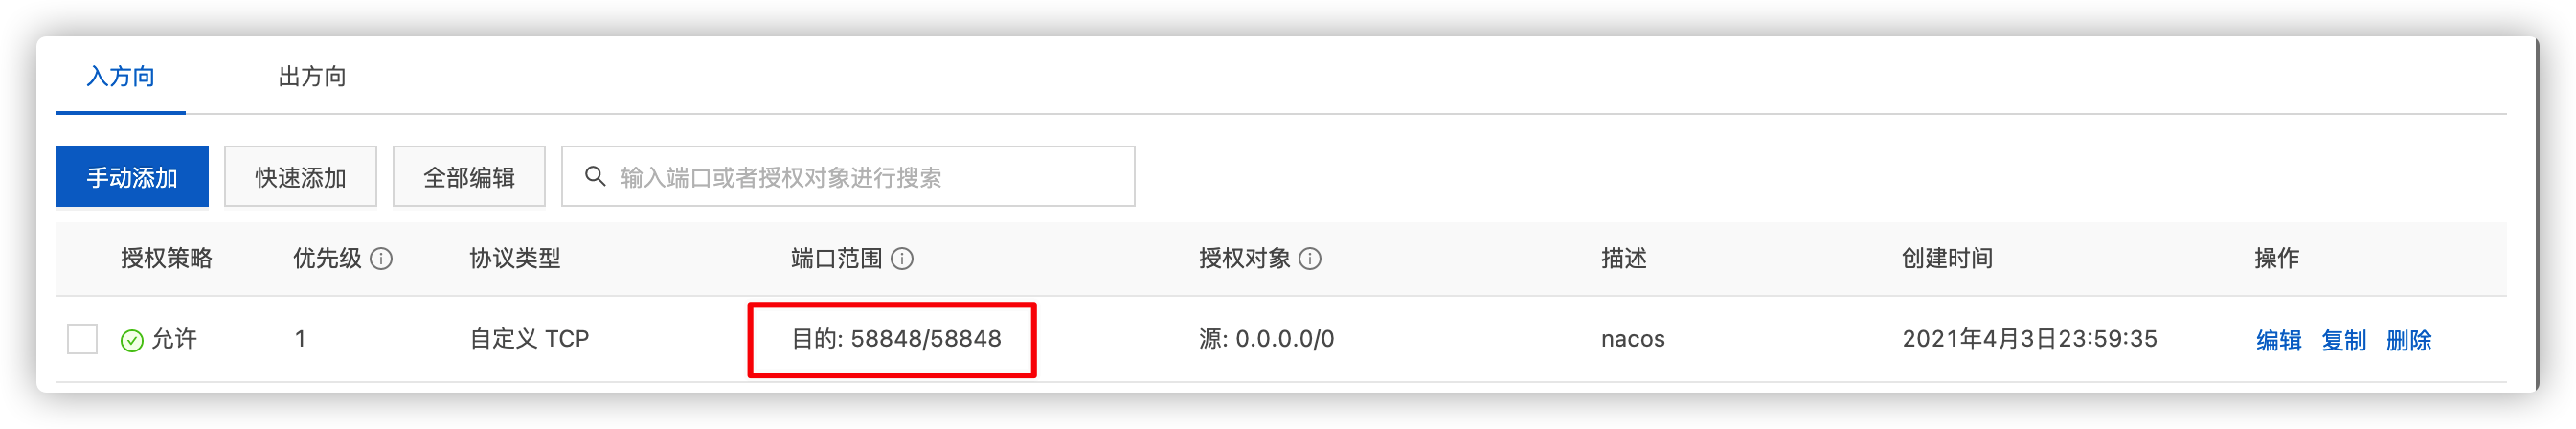 入方向 出方向
手动添加 快速添加 全部编辑 输入端口或者授权对象进行搜索
授权策略 优先级 协议类型 端口范围 授权对象 描述 创建时间 操作
允许 1 自定义 TCP 目的: 58848/58848 源: 0.0.0.0/0 nacos 2021年4月3日23:59:35 编辑 复制 删除